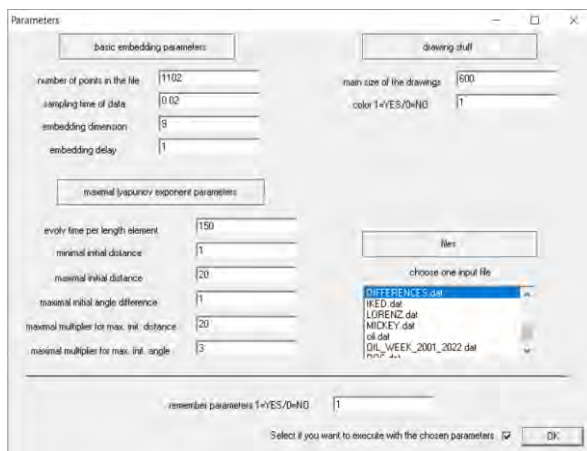 Parameters
basic embedding parameters
number of points in the file 1102
sampling time of data 0.02
embedding dimension 9
embedding delay 1
maximal lyapunov exponent parameters
evolv time per length element 150
minimal initial distance 1
maximal initial distance 20
maximal initial angle difference 1
maximal multiplier for max. init. distance 20
maximal multiplier for max. init. angle 3
drawing stuff
main size of the drawings 600
color 1=YES/0=NO 1
files
choose one input file
DIFFERENCES.dat
IKED.dat
LORENZ.dat
MICKEY.dat
oil.dat
OIL_WEEK_2001_2022.dat
remember parameters 1=YES/0=NO 1
Select if you want to execute with the chosen parameters
OK